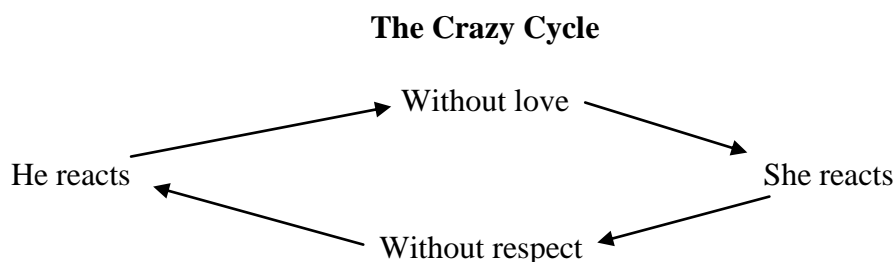 The Crazy Cycle
Without love
He reacts
She reacts
Without respect